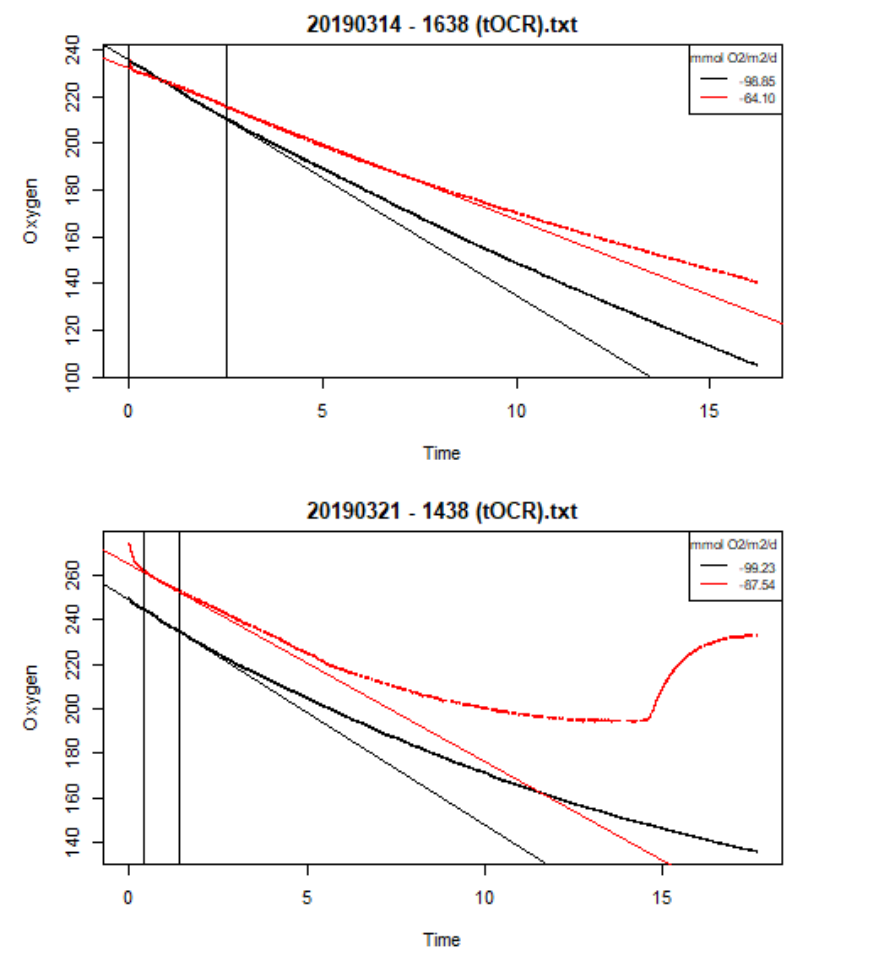 20190314 - 1638 (tOCR).txt
mmol O2/m2/d
-98.85
-64.10
240
220
200
180
160
140
120
100
Oxygen
0 5 10 15
Time
20190321 - 1438 (tOCR).txt
mmol O2/m2/d
-99.23
-87.54
260
240
220
200
180
160
140
Oxygen
0 5 10 15
Time